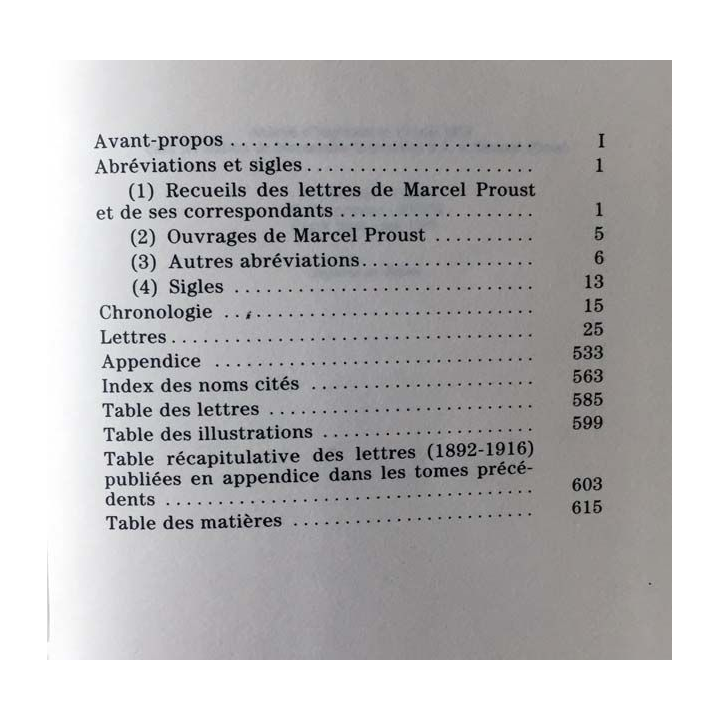 Avant-propos ............................. I
Abréviations et sigles ...................... 1
(1) Recueils des lettres de Marcel Proust
et de ses correspondants ................... 1
(2) Ouvrages de Marcel Proust .......... 5
(3) Autres abréviations................. 6
(4) Sigles ............................. 13
Chronologie .............................. 15
Lettres................................... 25
Appendice ............................... 533
Index des noms cités ...................... 563
Table des lettres .......................... 585
Table des illustrations ..................... 599
Table récapitulative des lettres (1892-1916)
publiées en appendice dans les tomes précé-
dents .................................... 603
Table des matières ........................ 615